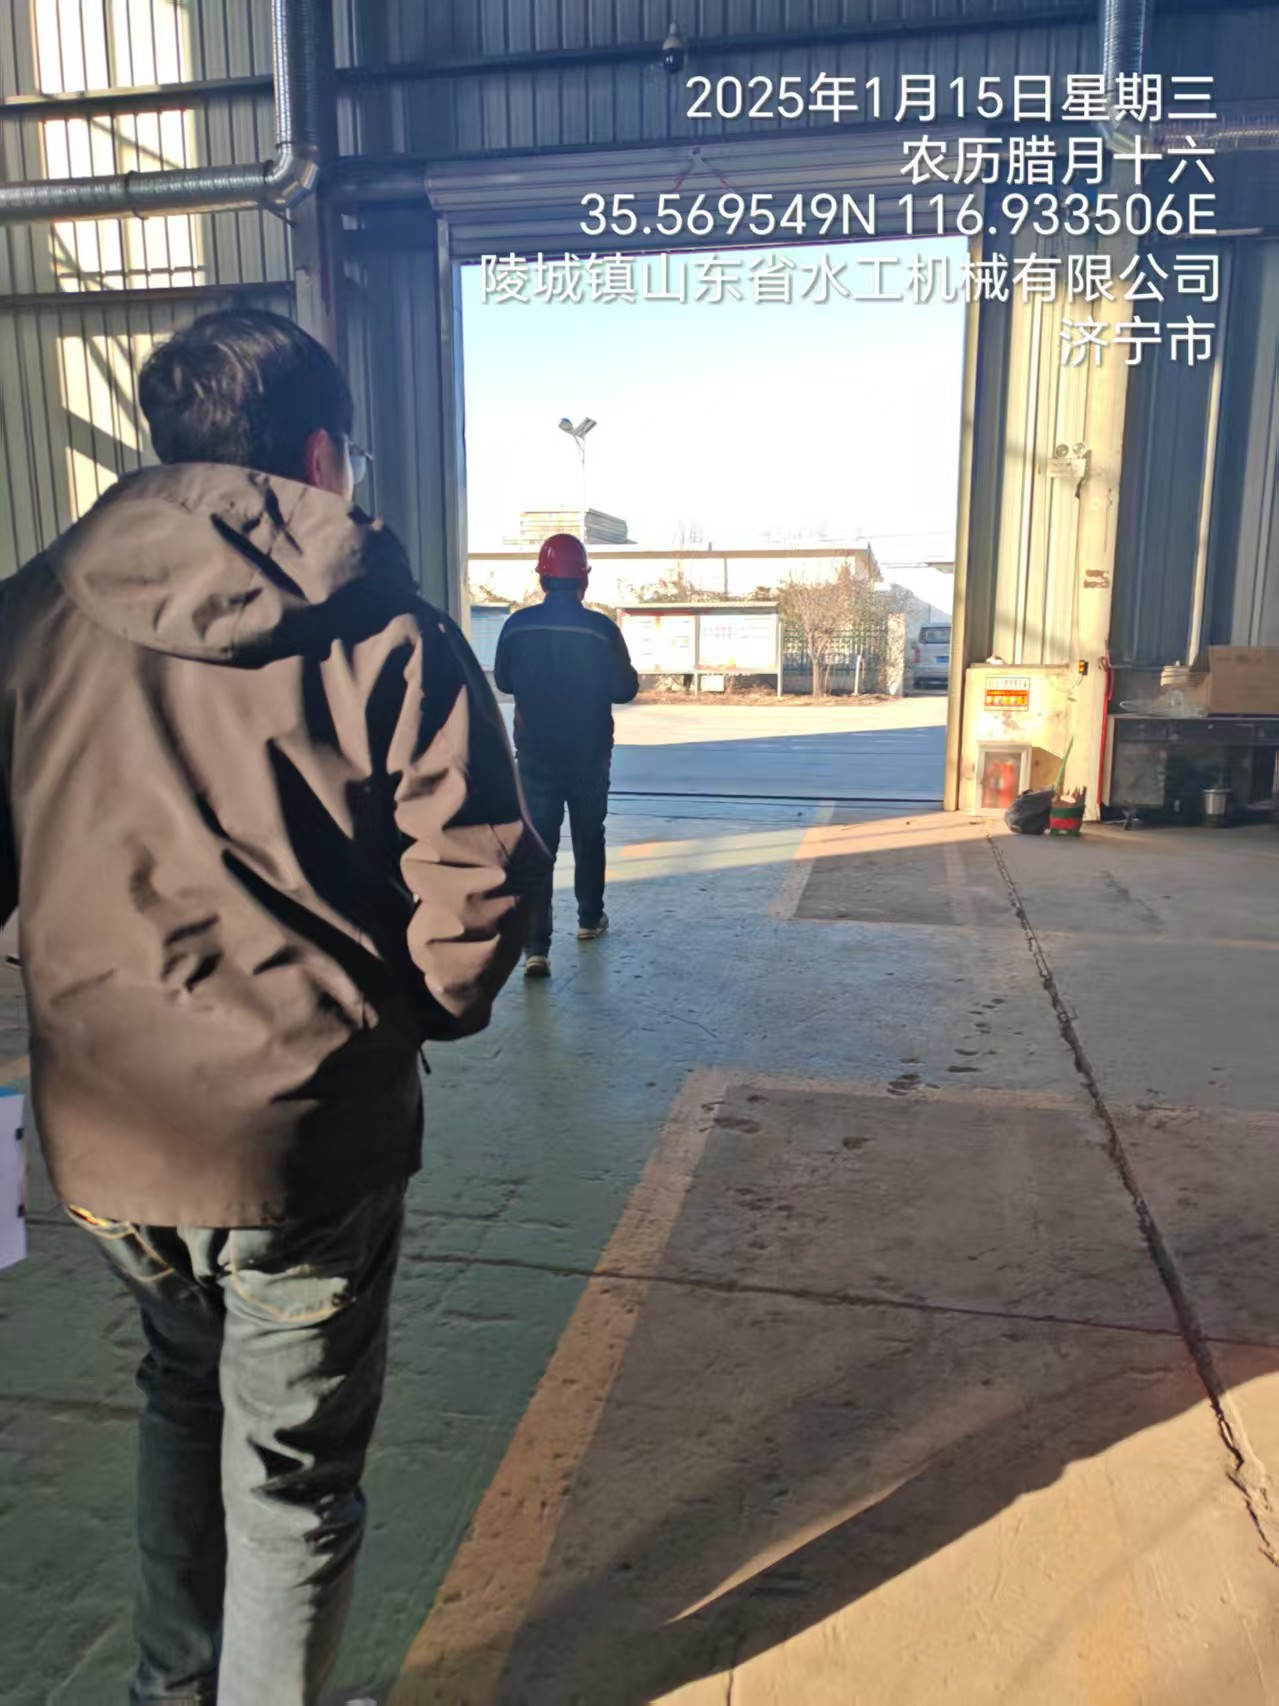 2025年1月15日星期三
农历腊月十六
35.569549N 116.933506E
陵城镇山东省水工机械有限公司
济宁市